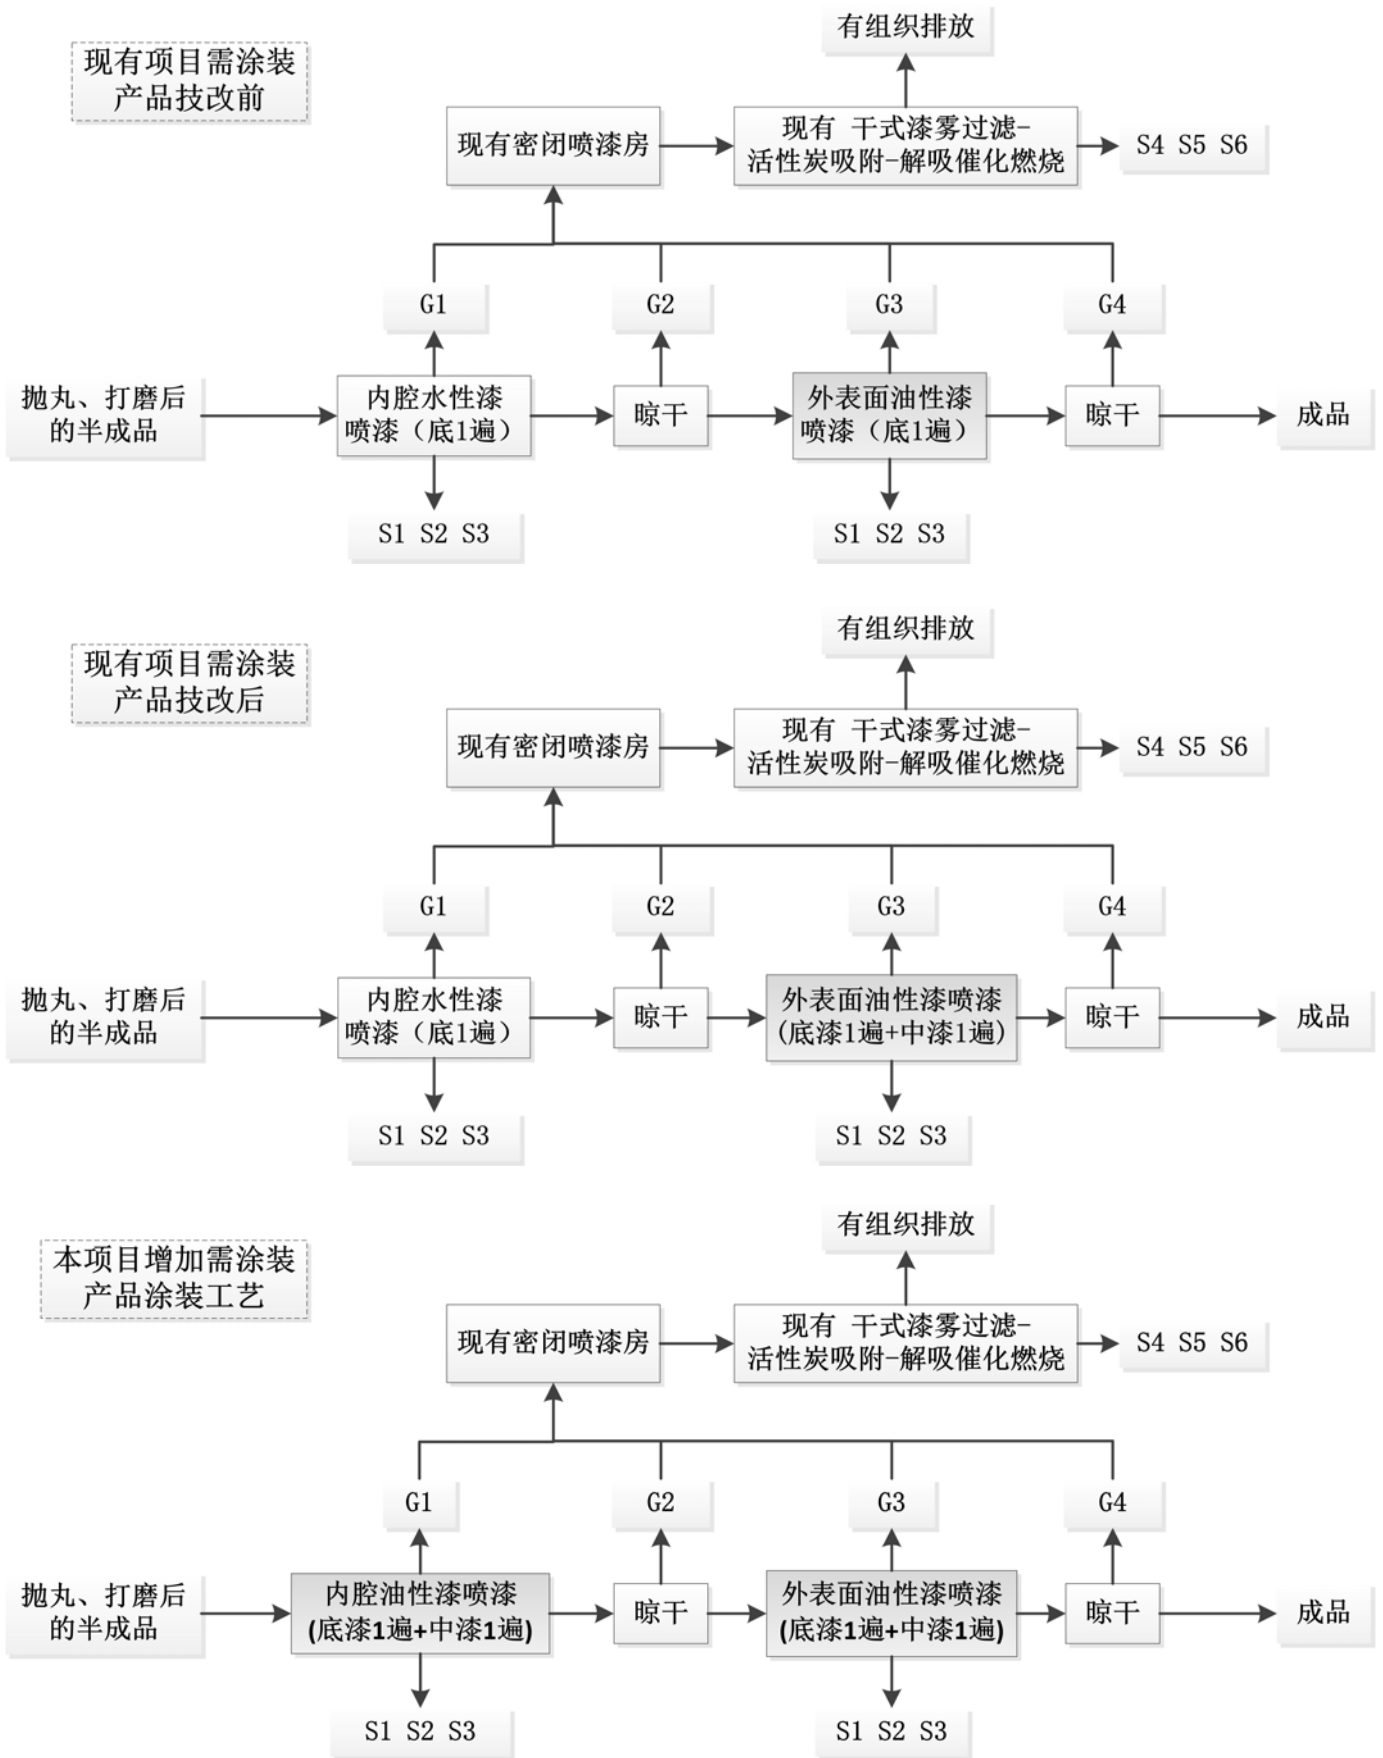 有组织排放
现有项目需涂装
产品技改前
现有密闭喷漆房
现有 干式漆雾过滤-
活性炭吸附-解吸催化燃烧
S4 S5 S6
G1
G2
G3
G4
抛丸、打磨后
的半成品
内腔水性漆
喷漆（底1遍）
晾干
外表面油性漆
喷漆（底1遍）
晾干
成品
S1 S2 S3
S1 S2 S3
有组织排放
现有项目需涂装
产品技改后
现有密闭喷漆房
现有 干式漆雾过滤-
活性炭吸附-解吸催化燃烧
S4 S5 S6
G1
G2
G3
G4
抛丸、打磨后
的半成品
内腔水性漆
喷漆（底1遍）
晾干
外表面油性漆喷漆
(底漆1遍+中漆1遍)
晾干
成品
S1 S2 S3
S1 S2 S3
有组织排放
本项目增加需涂装
产品涂装工艺
现有密闭喷漆房
现有 干式漆雾过滤-
活性炭吸附-解吸催化燃烧
S4 S5 S6
G1
G2
G3
G4
抛丸、打磨后
的半成品
内腔油性漆喷漆
(底漆1遍+中漆1遍)
晾干
外表面油性漆喷漆
(底漆1遍+中漆1遍)
晾干
成品
S1 S2 S3
S1 S2 S3